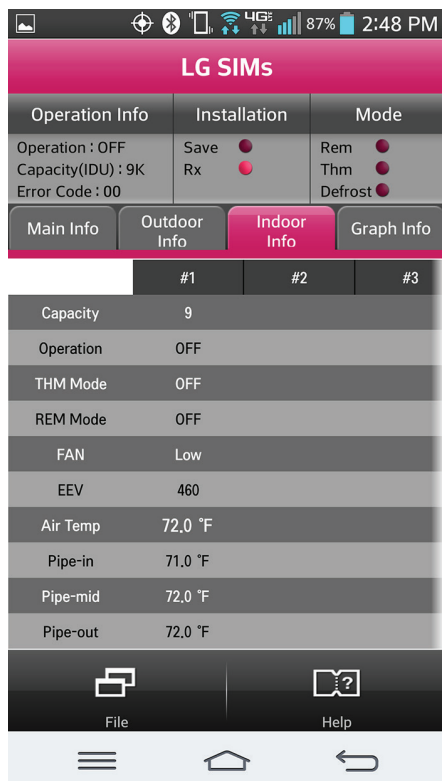 4G 87% 2:48 PM
LG SIMs
Operation Info Installation Mode
Operation : OFF Save Rem
Capacity(IDU) : 9K Rx Thm
Error Code : 00 Defrost
Main Info Outdoor Info Indoor Info Graph Info
#1 #2 #3
Capacity 9
Operation OFF
THM Mode OFF
REM Mode OFF
FAN Low
EEV 460
Air Temp 72.0 °F
Pipe-in 71.0 °F
Pipe-mid 72.0 °F
Pipe-out 72.0 °F
File Help